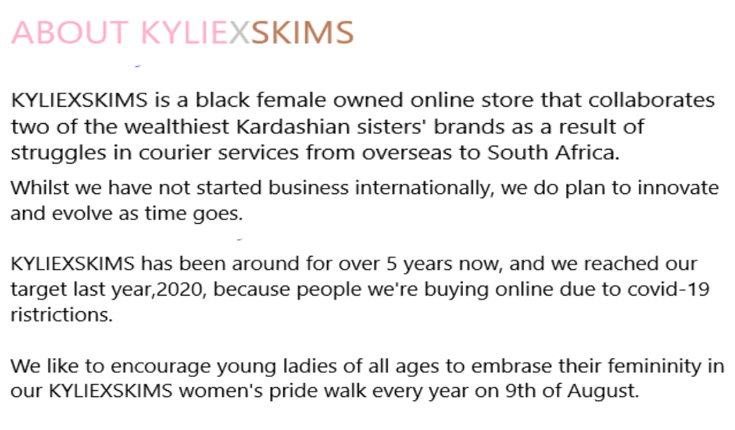 ABOUT KYLIEXSKIMS
KYLIEXSKIMS is a black female owned online store that collaborates
two of the wealthiest Kardashian sisters' brands as a result of
struggles in courier services from overseas to South Africa.
Whilst we have not started business internationally, we do plan to innovate
and evolve as time goes.
KYLIEXSKIMS has been around for over 5 years now, and we reached our
target last year,2020, because people we're buying online due to covid-19
ristrictions.
We like to encourage young ladies of all ages to embrase their femininity in
our KYLIEXSKIMS women's pride walk every year on 9th of August.